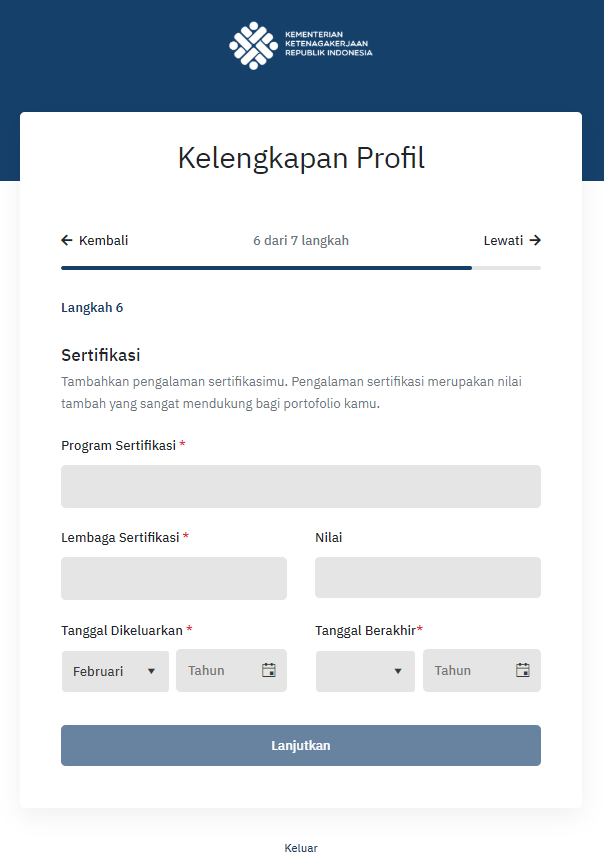 KEMENTERIAN
KETENAGAKERJAAN
REPUBLIK INDONESIA
Kelengkapan Profil
← Kembali 6 dari 7 langkah Lewati →
Langkah 6
Sertifikasi
Tambahkan pengalaman sertifikasimu. Pengalaman sertifikasi merupakan nilai
tambah yang sangat mendukung bagi portofolio kamu.
Program Sertifikasi *
Lembaga Sertifikasi * Nilai
Tanggal Dikeluarkan * Tanggal Berakhir*
Februari Tahun Tahun
Lanjutkan
Keluar